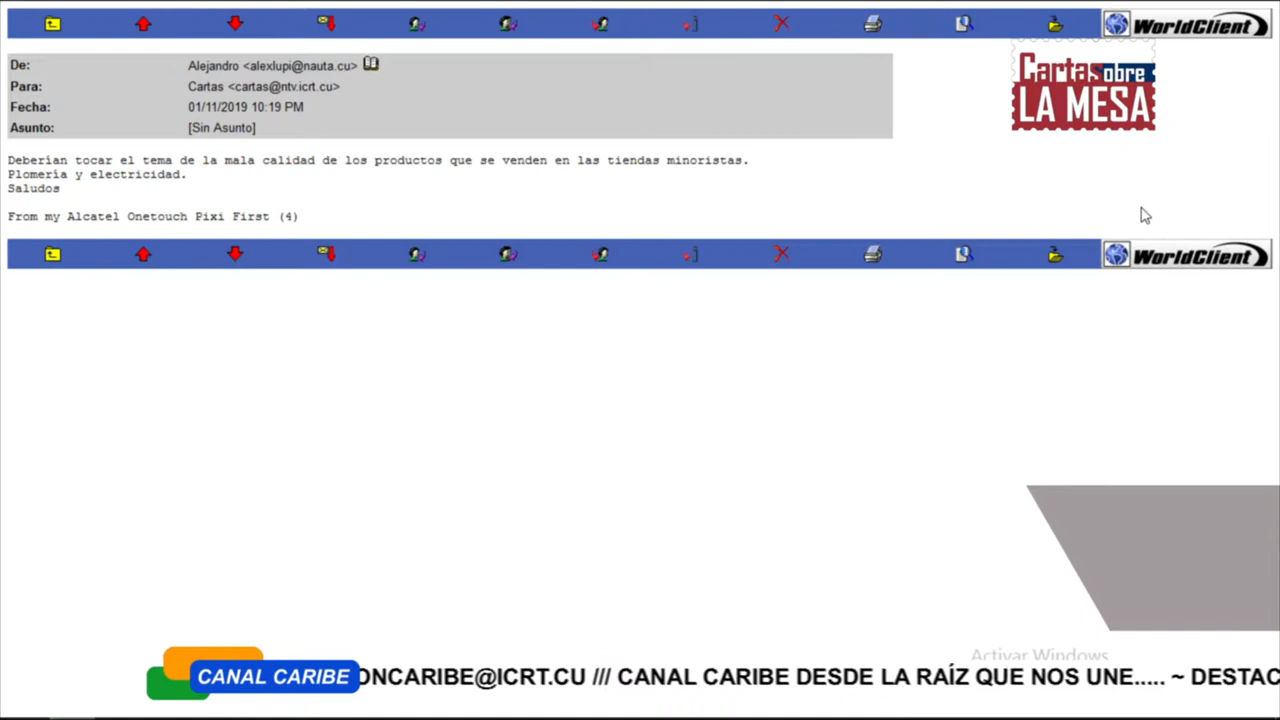 WorldClient
De: Alejandro <alexlupi@nauta.cu>
Para: Cartas <cartas@ntv.icrt.cu>
Fecha: 01/11/2019 10:19 PM
Asunto: [Sin Asunto]
Cartas obre
LA MESA
Deberían tocar el tema de la mala calidad de los productos que se venden en las tiendas minoristas.
Plomería y electricidad.
Saludos
From my Alcatel Onetouch Pixi First (4)
WorldClient
Activar Windows
CANAL CARIBE ONCARIBE@ICRT.CU /// CANAL CARIBE DESDE LA RAÍZ QUE NOS UNE..... ~ DESTAC